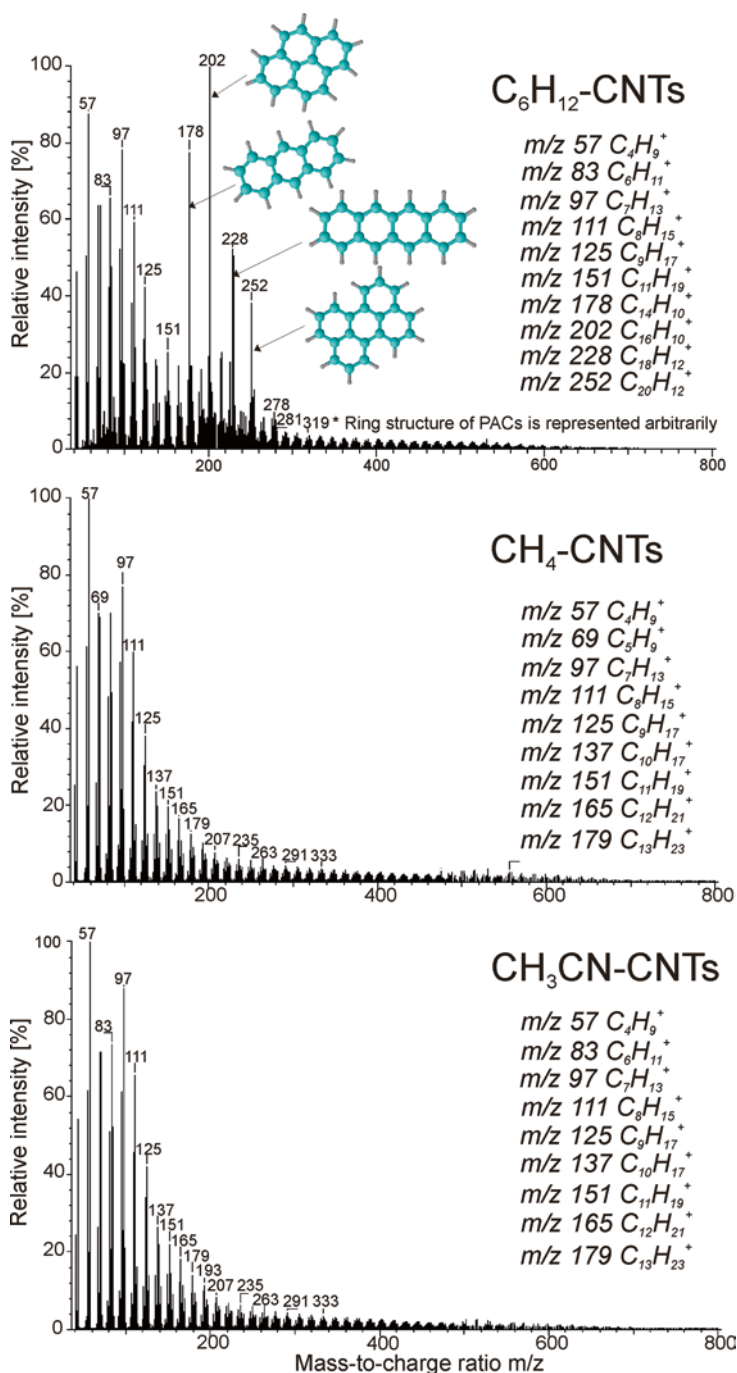 C₆H₁₂-CNTs
Relative intensity [%]
100
80
60
40
20
0
57
83
97
111
125
151
178
202
228
252
278
281
319
* Ring structure of PACs is represented arbitrarily
m/z 57 C₄H₉⁺
m/z 83 C₆H₁₁⁺
m/z 97 C₇H₁₃⁺
m/z 111 C₈H₁₅⁺
m/z 125 C₉H₁₇⁺
m/z 151 C₁₁H₁₉⁺
m/z 178 C₁₄H₁₀⁺
m/z 202 C₁₆H₁₀⁺
m/z 228 C₁₈H₁₂⁺
m/z 252 C₂₀H₁₂⁺
200
400
600
800
CH₄-CNTs
Relative intensity [%]
100
80
60
40
20
0
57
69
97
111
125
137
151
165
179
207
235
263
291
333
m/z 57 C₄H₉⁺
m/z 69 C₅H₉⁺
m/z 97 C₇H₁₃⁺
m/z 111 C₈H₁₅⁺
m/z 125 C₉H₁₇⁺
m/z 137 C₁₀H₁₇⁺
m/z 151 C₁₁H₁₉⁺
m/z 165 C₁₂H₂₁⁺
m/z 179 C₁₃H₂₃⁺
200
400
600
800
CH₃CN-CNTs
Relative intensity [%]
100
80
60
40
20
0
57
83
97
111
125
137
151
165
179
193
207
235
263
291
333
m/z 57 C₄H₉⁺
m/z 83 C₆H₁₁⁺
m/z 97 C₇H₁₃⁺
m/z 111 C₈H₁₅⁺
m/z 125 C₉H₁₇⁺
m/z 137 C₁₀H₁₇⁺
m/z 151 C₁₁H₁₉⁺
m/z 165 C₁₂H₂₁⁺
m/z 179 C₁₃H₂₃⁺
200
400
600
800
Mass-to-charge ratio m/z